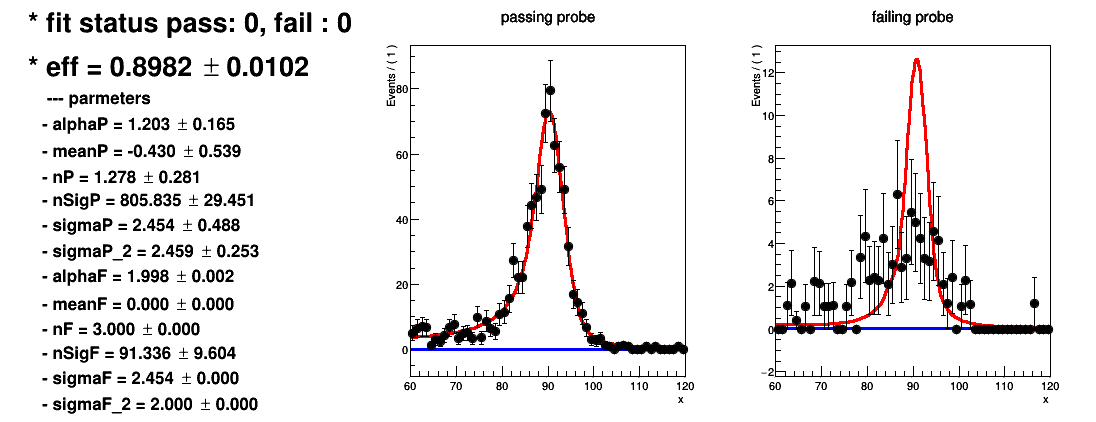 * fit status pass: 0, fail : 0
* eff = 0.8982 ± 0.0102
--- parmeters
- alphaP = 1.203 ± 0.165
- meanP = -0.430 ± 0.539
- nP = 1.278 ± 0.281
- nSigP = 805.835 ± 29.451
- sigmaP = 2.454 ± 0.488
- sigmaP_2 = 2.459 ± 0.253
- alphaF = 1.998 ± 0.002
- meanF = 0.000 ± 0.000
- nF = 3.000 ± 0.000
- nSigF = 91.336 ± 9.604
- sigmaF = 2.454 ± 0.000
- sigmaF_2 = 2.000 ± 0.000
passing probe
Events / ( 1 )
80
60
40
20
0
60 70 80 90 100 110 120
x
failing probe
Events / ( 1 )
12
10
8
6
4
2
0
−2
60 70 80 90 100 110 120
x